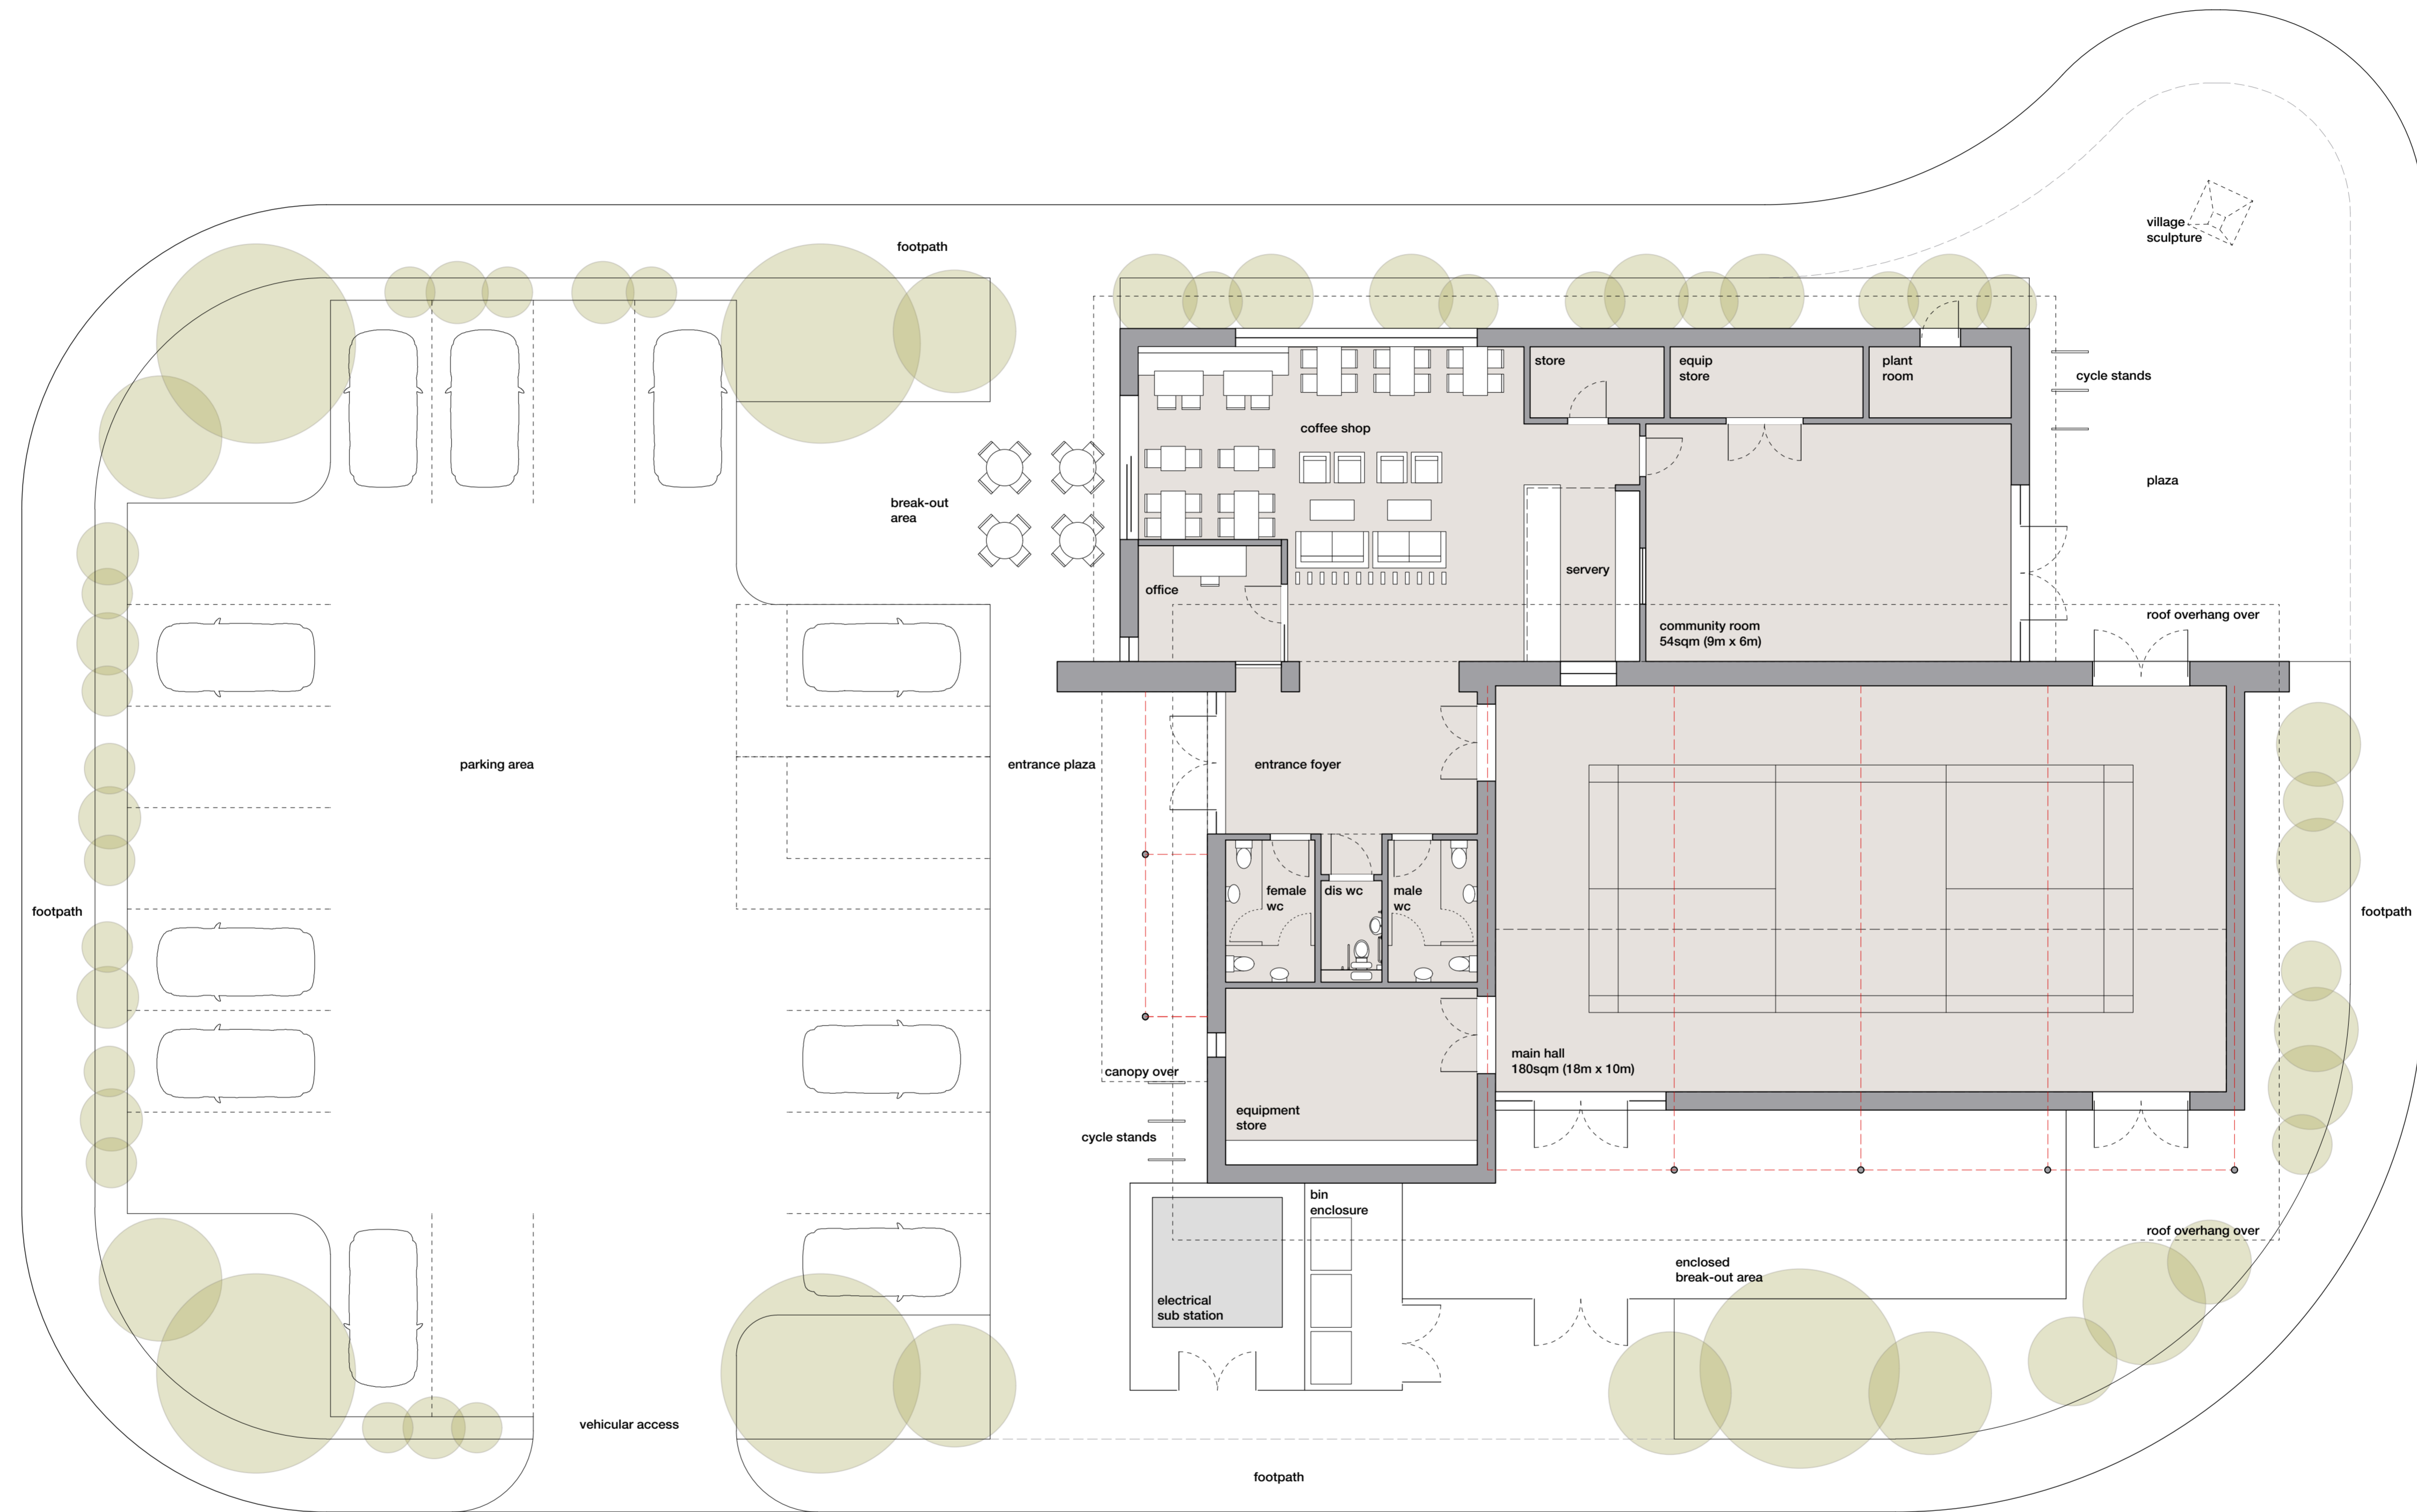 footpath
village
sculpture
store
equip
store
plant
room
cycle stands
coffee shop
plaza
break-out
area
servery
office
roof overhang over
community room
54sqm (9m x 6m)
parking area
entrance plaza
entrance foyer
female
wc
dis wc
male
wc
footpath
footpath
main hall
180sqm (18m x 10m)
canopy over
equipment
store
cycle stands
bin
enclosure
roof overhang over
enclosed
break-out area
electrical
sub station
vehicular access
footpath